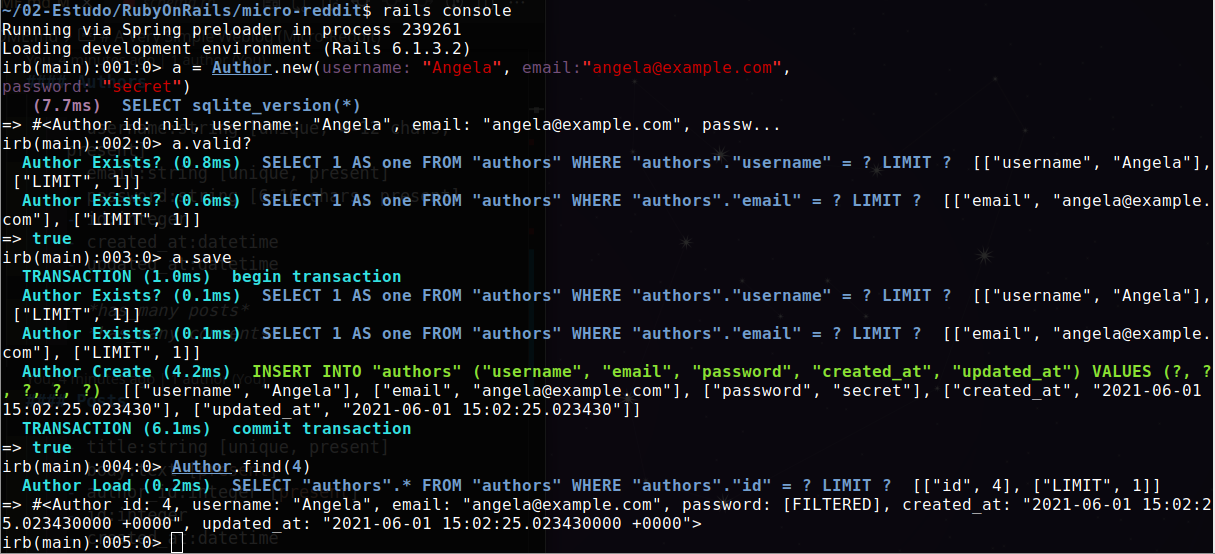 ~/02-Estudo/RubyOnRails/micro-reddit$ rails console
Running via Spring preloader in process 239261
Loading development environment (Rails 6.1.3.2)
irb(main):001:0> a = Author.new(username: "Angela", email:"angela@example.com",
password: "secret")
   (7.7ms)  SELECT sqlite_version(*)
=> #<Author id: nil, username: "Angela", email: "angela@example.com", passw...
irb(main):002:0> a.valid?
  Author Exists? (0.8ms)  SELECT 1 AS one FROM "authors" WHERE "authors"."username" = ? LIMIT ?  [["username", "Angela"],
 ["LIMIT", 1]]
  Author Exists? (0.6ms)  SELECT 1 AS one FROM "authors" WHERE "authors"."email" = ? LIMIT ?  [["email", "angela@example.
com"], ["LIMIT", 1]]
=> true
irb(main):003:0> a.save
  TRANSACTION (1.0ms)  begin transaction
  Author Exists? (0.1ms)  SELECT 1 AS one FROM "authors" WHERE "authors"."username" = ? LIMIT ?  [["username", "Angela"],
 ["LIMIT", 1]]
  Author Exists? (0.1ms)  SELECT 1 AS one FROM "authors" WHERE "authors"."email" = ? LIMIT ?  [["email", "angela@example.
com"], ["LIMIT", 1]]
  Author Create (4.2ms)  INSERT INTO "authors" ("username", "email", "password", "created_at", "updated_at") VALUES (?, ?
, ?, ?, ?)  [["username", "Angela"], ["email", "angela@example.com"], ["password", "secret"], ["created_at", "2021-06-01
15:02:25.023430"], ["updated_at", "2021-06-01 15:02:25.023430"]]
  TRANSACTION (6.1ms)  commit transaction
=> true
irb(main):004:0> Author.find(4)
  Author Load (0.2ms)  SELECT "authors".* FROM "authors" WHERE "authors"."id" = ? LIMIT ?  [["id", 4], ["LIMIT", 1]]
=> #<Author id: 4, username: "Angela", email: "angela@example.com", password: [FILTERED], created_at: "2021-06-01 15:02:2
5.023430000 +0000", updated_at: "2021-06-01 15:02:25.023430000 +0000">
irb(main):005:0>